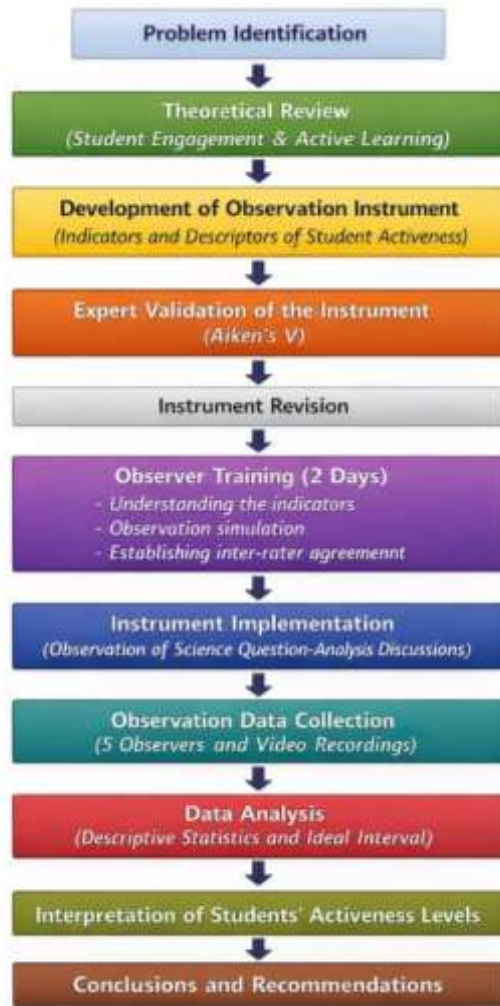 Problem Identification
Theoretical Review
(Student Engagement & Active Learning)
Development of Observation Instrument
(Indicators and Descriptors of Student Activeness)
Expert Validation of the Instrument
(Aiken's V)
Instrument Revision
Observer Training (2 Days)
- Understanding the indicators
- Observation simulation
- Establishing inter-rater agreemennt
Instrument Implementation
(Observation of Science Question-Analysis Discussions)
Observation Data Collection
(5 Observers and Video Recordings)
Data Analysis
(Descriptive Statistics and Ideal Interval)
Interpretation of Students' Activeness Levels
Conclusions and Recommendations